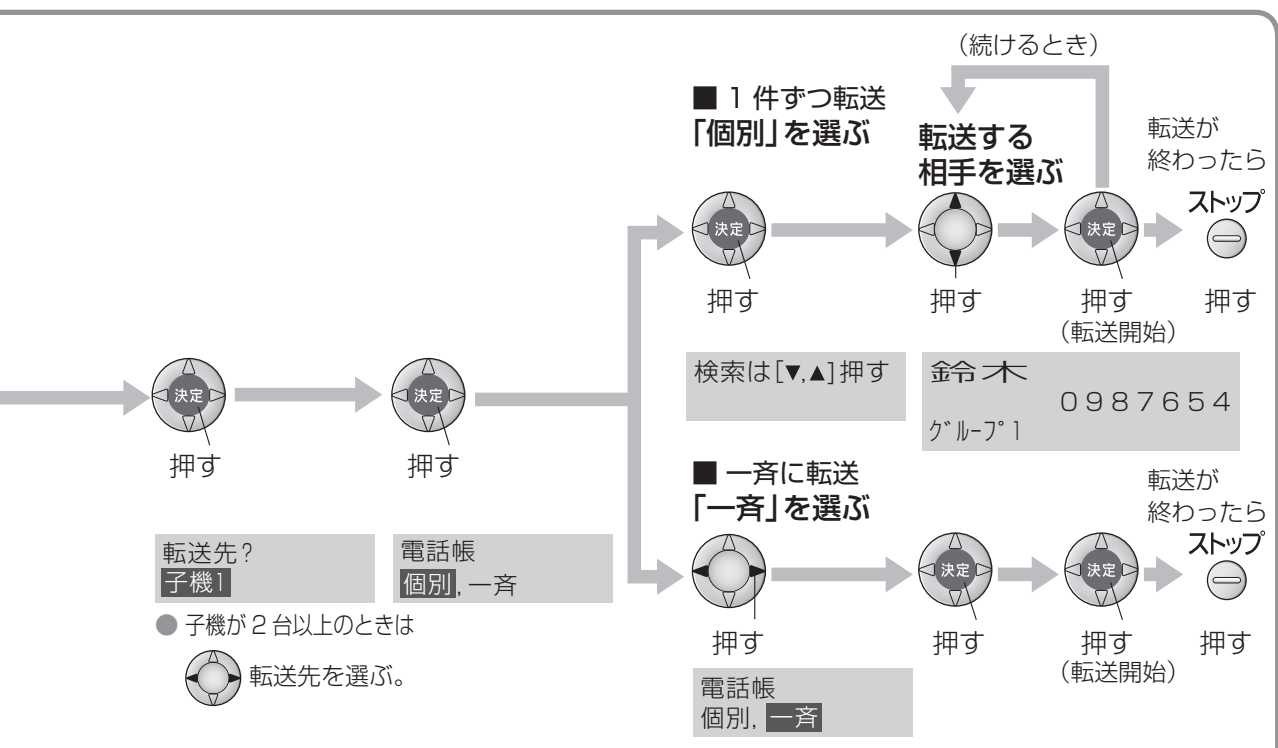 (続けるとき)
■ 1 件ずつ転送
「個別」を選ぶ
転送する
相手を選ぶ
転送が
終わったら
ストップ
決定
決定
押す
押す
押す
(転送開始)
押す
検索は[▼,▲]押す
鈴木
0987654
グループ1
決定
決定
押す
押す
転送先?
子機1
電話帳
個別,一斉
● 子機が2台以上のときは
転送先を選ぶ。
■ 一斉に転送
「一斉」を選ぶ
転送が
終わったら
ストップ
決定
決定
押す
押す
押す
(転送開始)
押す
電話帳
個別, 一斉